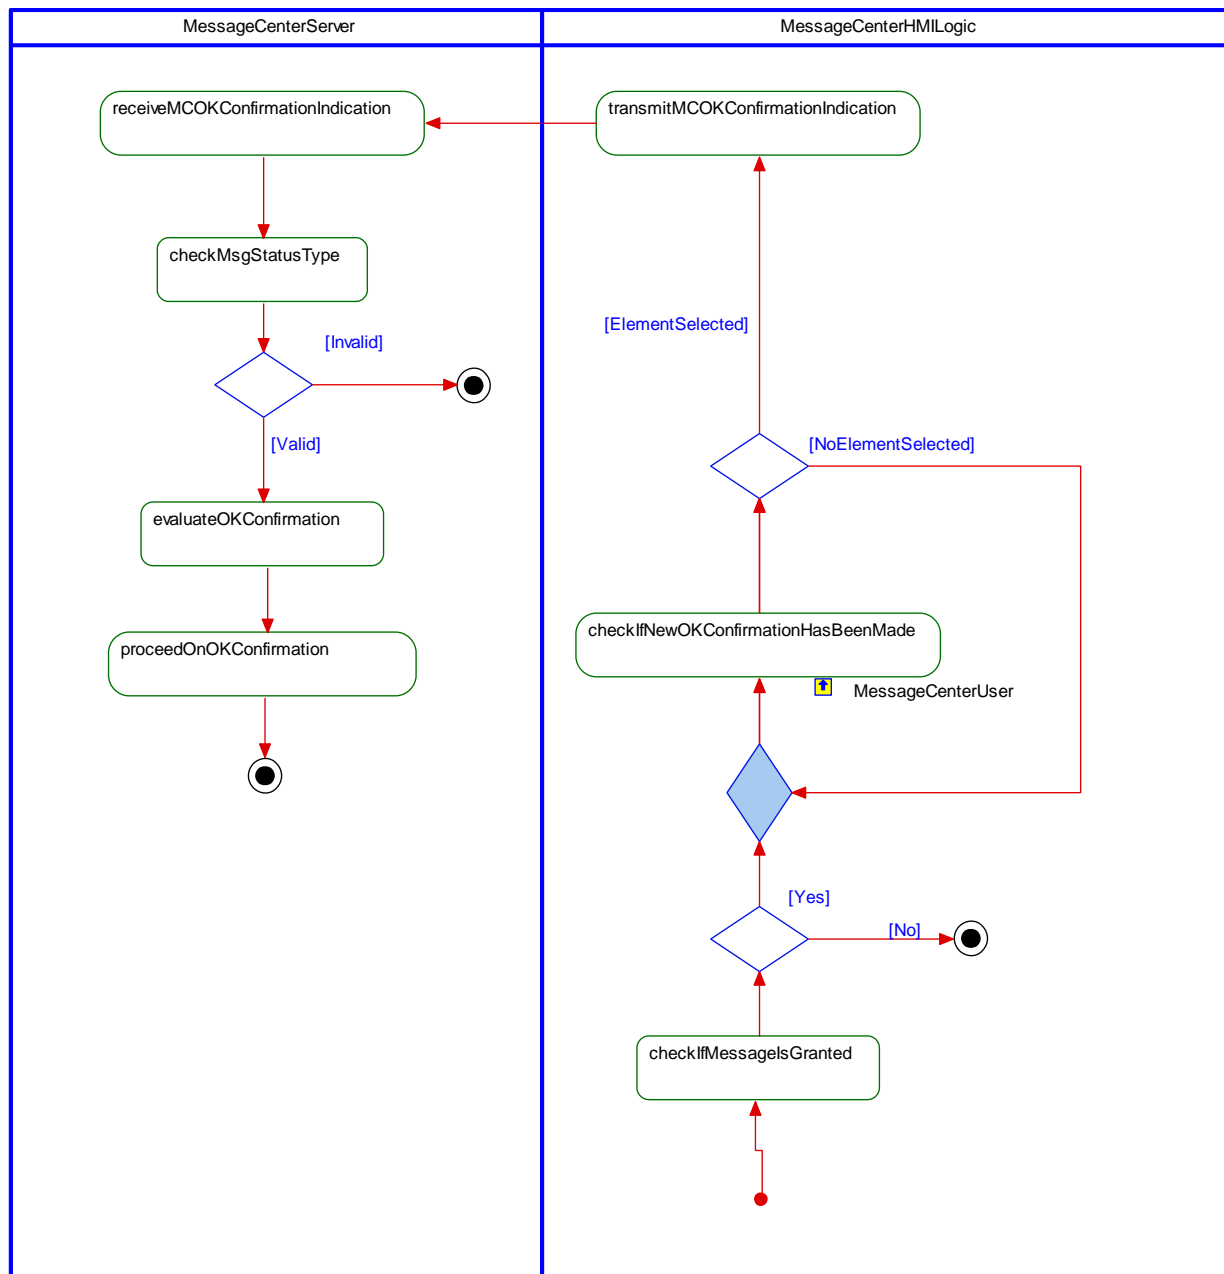 MessageCenterServer
MessageCenterHMILogic
receiveMCOKConfirmationIndication
transmitMCOKConfirmationIndication
checkMsgStatusType
[Invalid]
[ElementSelected]
[Valid]
[NoElementSelected]
evaluateOKConfirmation
checkIfNewOKConfirmationHasBeenMade
proceedOnOKConfirmation
MessageCenterUser
[Yes]
[No]
checkIfMessageIsGranted